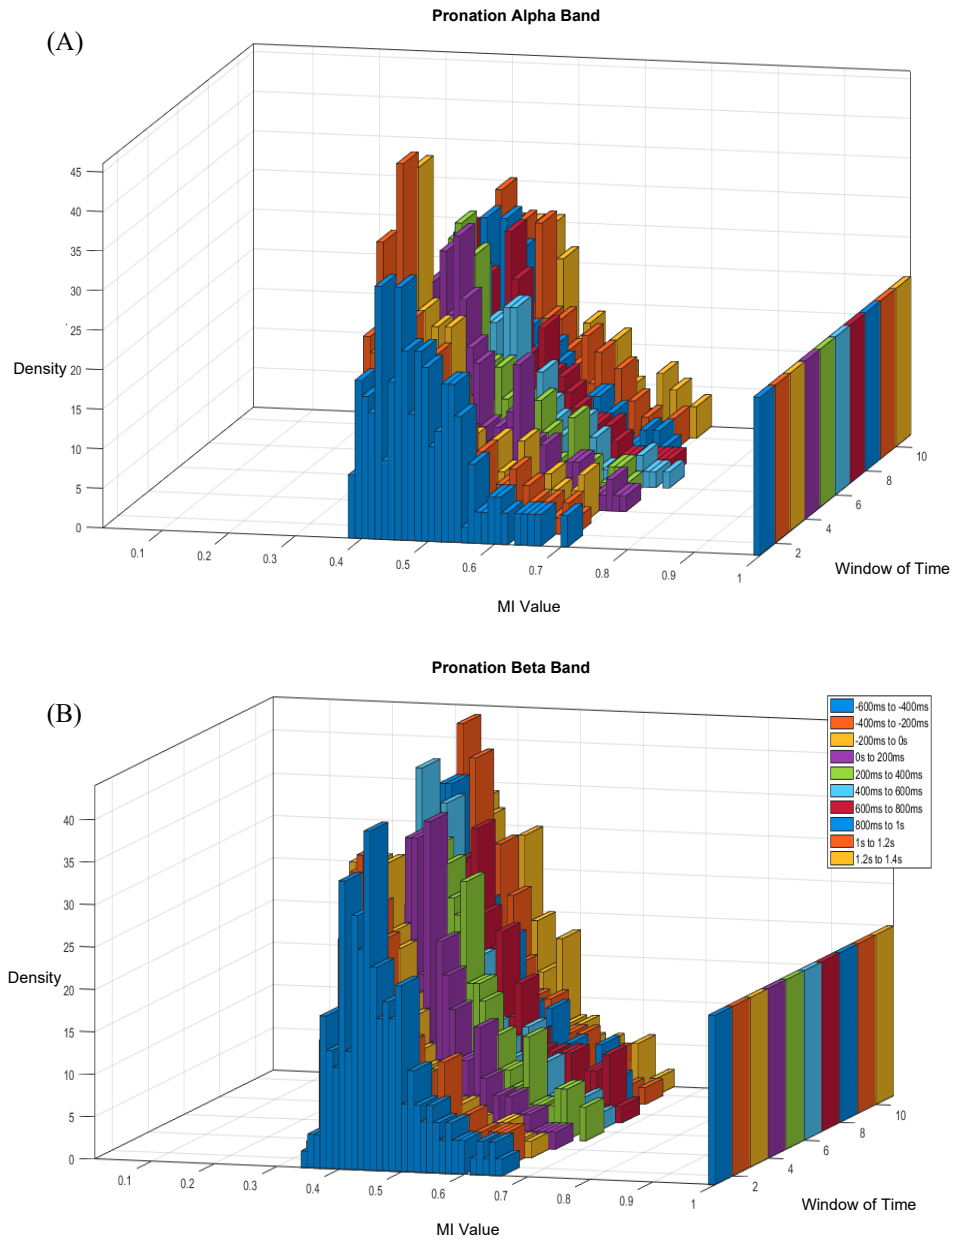 Pronation Alpha Band
(A)
45
40
35
30
25
20
15
10
5
0
Density
0.1
0.2
0.3
0.4
0.5
0.6
0.7
0.8
0.9
1
MI Value
2
4
6
8
10
Window of Time
Pronation Beta Band
(B)
-600ms to -400ms
-400ms to -200ms
-200ms to 0s
0s to 200ms
200ms to 400ms
400ms to 600ms
600ms to 800ms
800ms to 1s
1s to 1.2s
1.2s to 1.4s
40
35
30
25
20
15
10
5
0
Density
0.1
0.2
0.3
0.4
0.5
0.6
0.7
0.8
0.9
1
MI Value
2
4
6
8
10
Window of Time